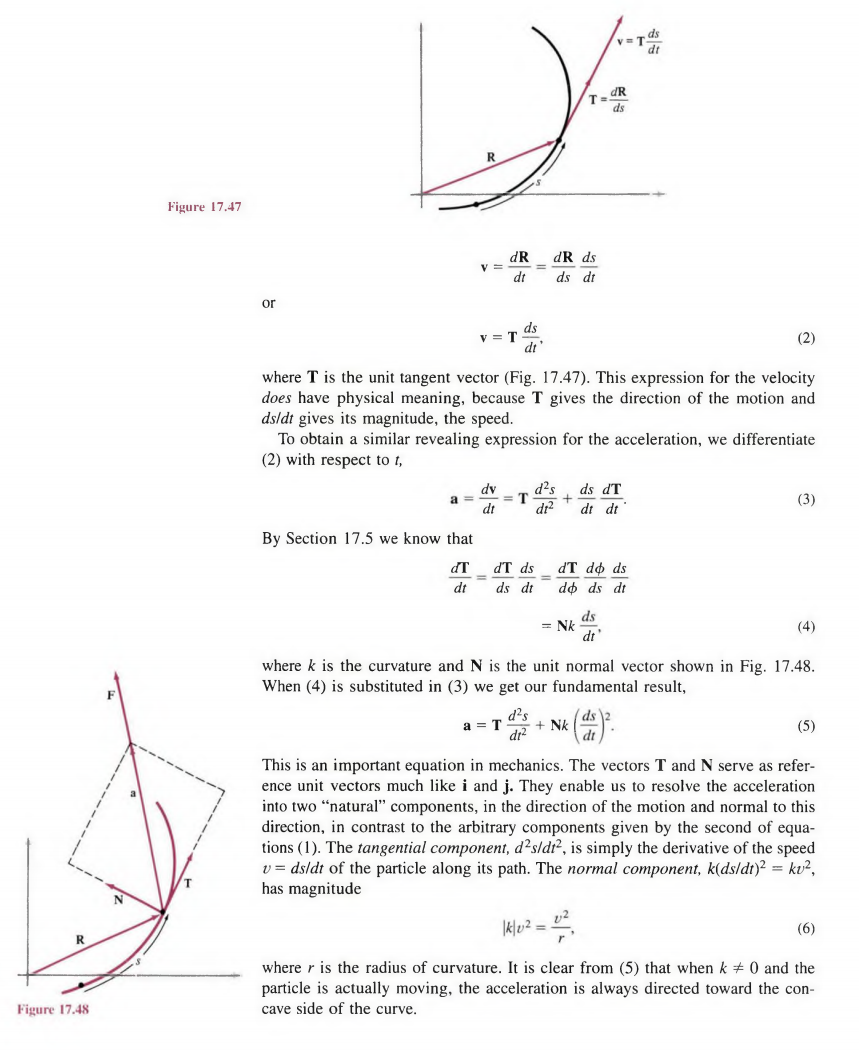 v = T ds/dt
T = dR/ds
R
s
Figure 17.47
v = dR/dt = dR/ds ds/dt
or
v = T ds/dt, (2)
where T is the unit tangent vector (Fig. 17.47). This expression for the velocity
does have physical meaning, because T gives the direction of the motion and
ds/dt gives its magnitude, the speed.
To obtain a similar revealing expression for the acceleration, we differentiate
(2) with respect to t,
a = dv/dt = T d²s/dt² + ds/dt dT/dt. (3)
By Section 17.5 we know that
dT/dt = dT/ds ds/dt = dT/dϕ dϕ/ds ds/dt
= Nk ds/dt, (4)
where k is the curvature and N is the unit normal vector shown in Fig. 17.48.
When (4) is substituted in (3) we get our fundamental result,
a = T d²s/dt² + Nk (ds/dt)². (5)
This is an important equation in mechanics. The vectors T and N serve as refer-
ence unit vectors much like i and j. They enable us to resolve the acceleration
into two “natural” components, in the direction of the motion and normal to this
direction, in contrast to the arbitrary components given by the second of equa-
tions (1). The tangential component, d²s/dt², is simply the derivative of the speed
v = ds/dt of the particle along its path. The normal component, k(ds/dt)² = kv²,
has magnitude
|k|v² = v²/r, (6)
where r is the radius of curvature. It is clear from (5) that when k ≠ 0 and the
particle is actually moving, the acceleration is always directed toward the con-
cave side of the curve.
F
a
T
N
R
s
Figure 17.48